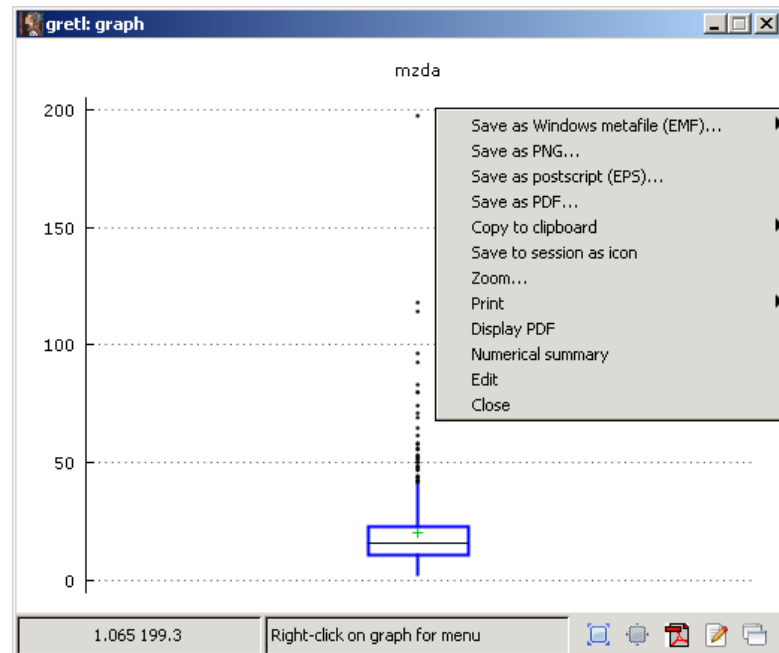 gretl: graph
mzda
200
150
100
50
0
Save as Windows metafile (EMF)...
Save as PNG...
Save as postscript (EPS)...
Save as PDF...
Copy to clipboard
Save to session as icon
Zoom...
Print
Display PDF
Numerical summary
Edit
Close
1.065 199.3
Right-click on graph for menu